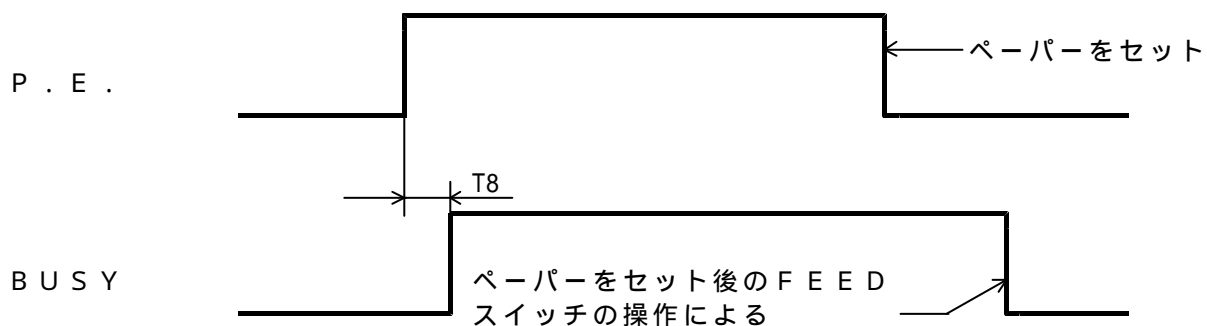 ペーパーをセット
Ｐ．Ｅ．
T8
ＢＵＳＹ
ペーパーをセット後のＦＥＥＤ
スイッチの操作による